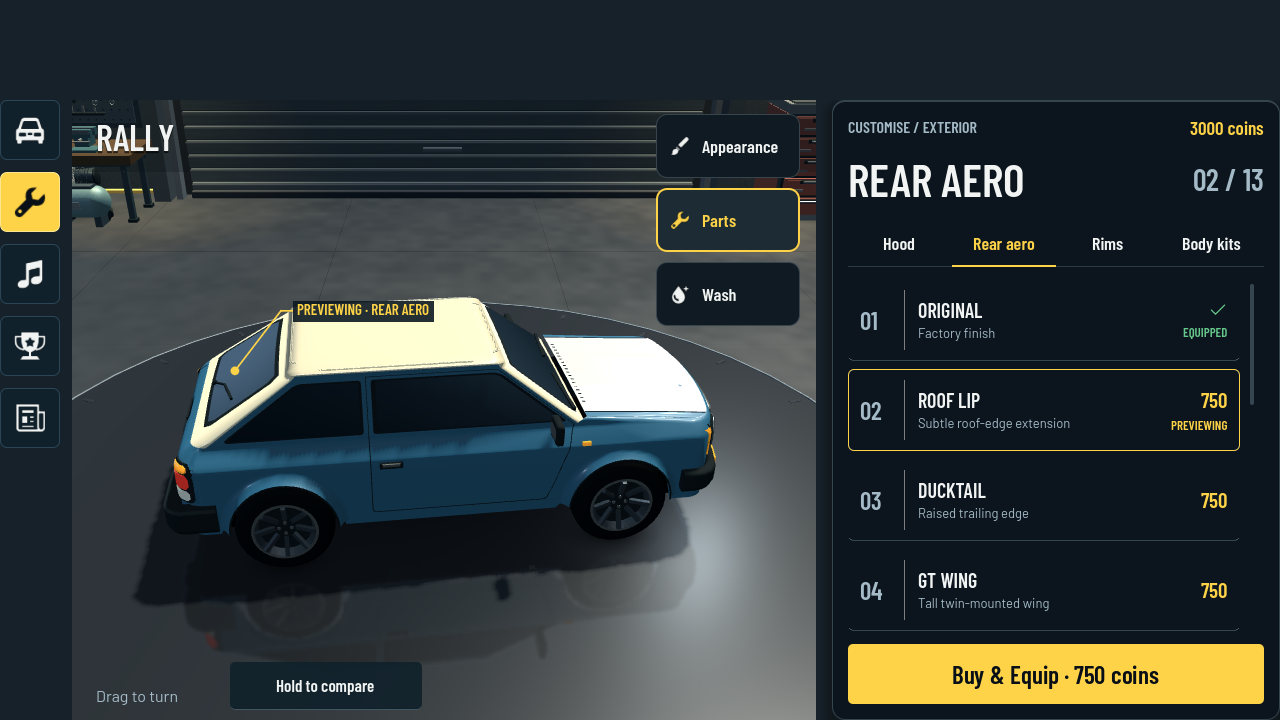 RALLY
Appearance
Parts
Wash
PREVIEWING · REAR AERO
Hold to compare
Drag to turn
CUSTOMISE / EXTERIOR
3000 coins
REAR AERO
02 / 13
Hood
Rear aero
Rims
Body kits
01
ORIGINAL
Factory finish
EQUIPPED
02
ROOF LIP
Subtle roof-edge extension
750
PREVIEWING
03
DUCKTAIL
Raised trailing edge
750
04
GT WING
Tall twin-mounted wing
750
Buy & Equip · 750 coins